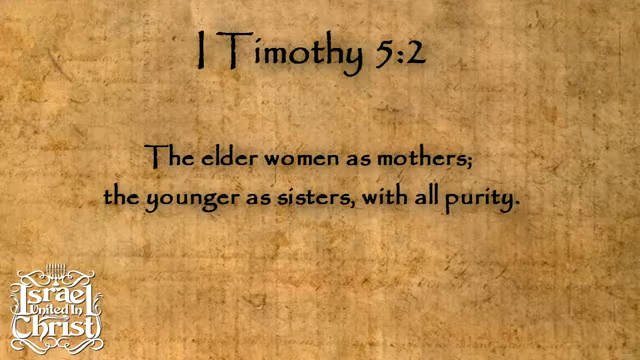 I Timothy 5:2
The elder women as mothers;
the younger as sisters, with all purity.
Israel
United In
Christ